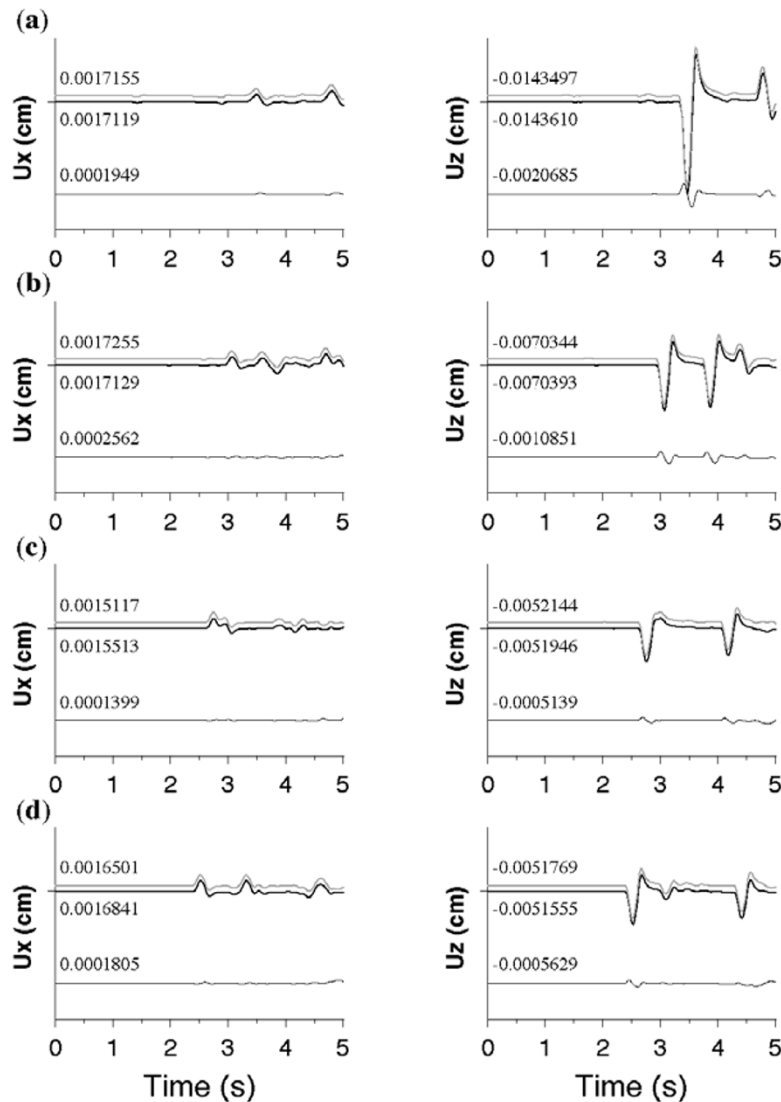 (a)
Ux (cm)
0.0017155
0.0017119
0.0001949
0 1 2 3 4 5
Uz (cm)
-0.0143497
-0.0143610
-0.0020685
0 1 2 3 4 5
(b)
Ux (cm)
0.0017255
0.0017129
0.0002562
0 1 2 3 4 5
Uz (cm)
-0.0070344
-0.0070393
-0.0010851
0 1 2 3 4 5
(c)
Ux (cm)
0.0015117
0.0015513
0.0001399
0 1 2 3 4 5
Uz (cm)
-0.0052144
-0.0051946
-0.0005139
0 1 2 3 4 5
(d)
Ux (cm)
0.0016501
0.0016841
0.0001805
0 1 2 3 4 5
Time (s)
Uz (cm)
-0.0051769
-0.0051555
-0.0005629
0 1 2 3 4 5
Time (s)